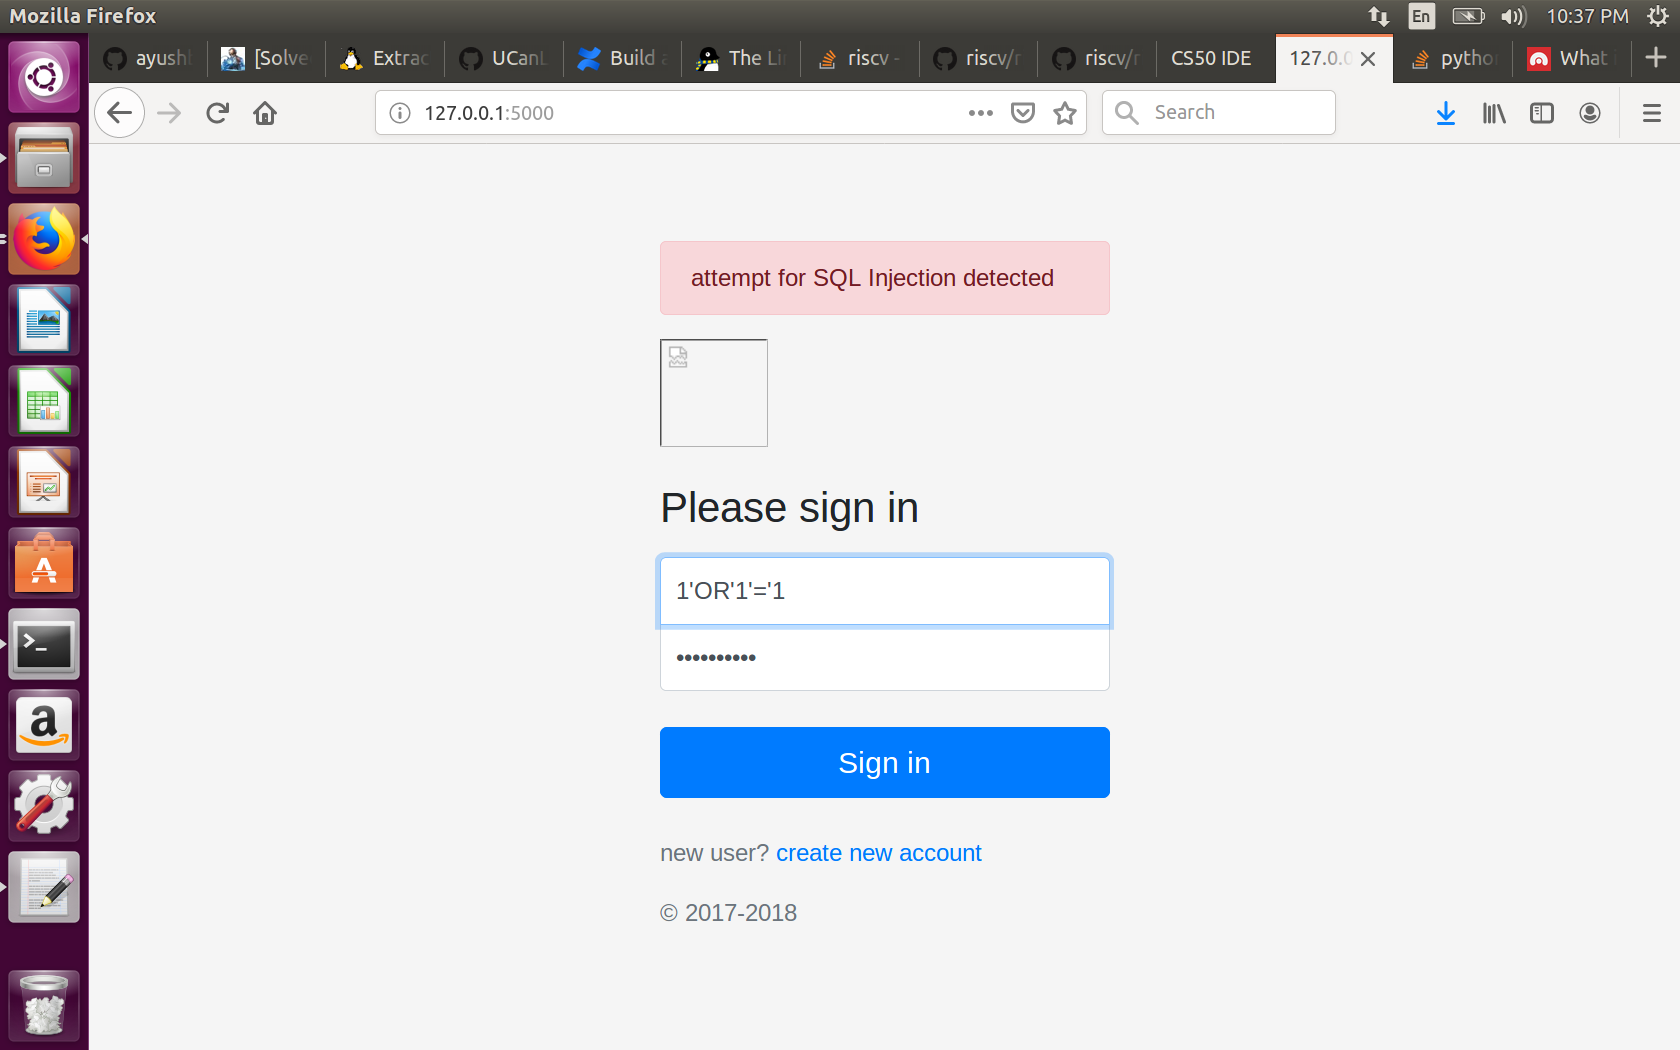 Mozilla Firefox
En
10:37 PM
ayush
[Solve
Extrac
UCanL
Build a
The Li
riscv -
riscv/r
riscv/r
CS50 IDE
127.0.0
pytho
What i
127.0.0.1:5000
Search
attempt for SQL Injection detected
Please sign in
1'OR'1'='1
••••••••••
Sign in
new user? create new account
© 2017-2018